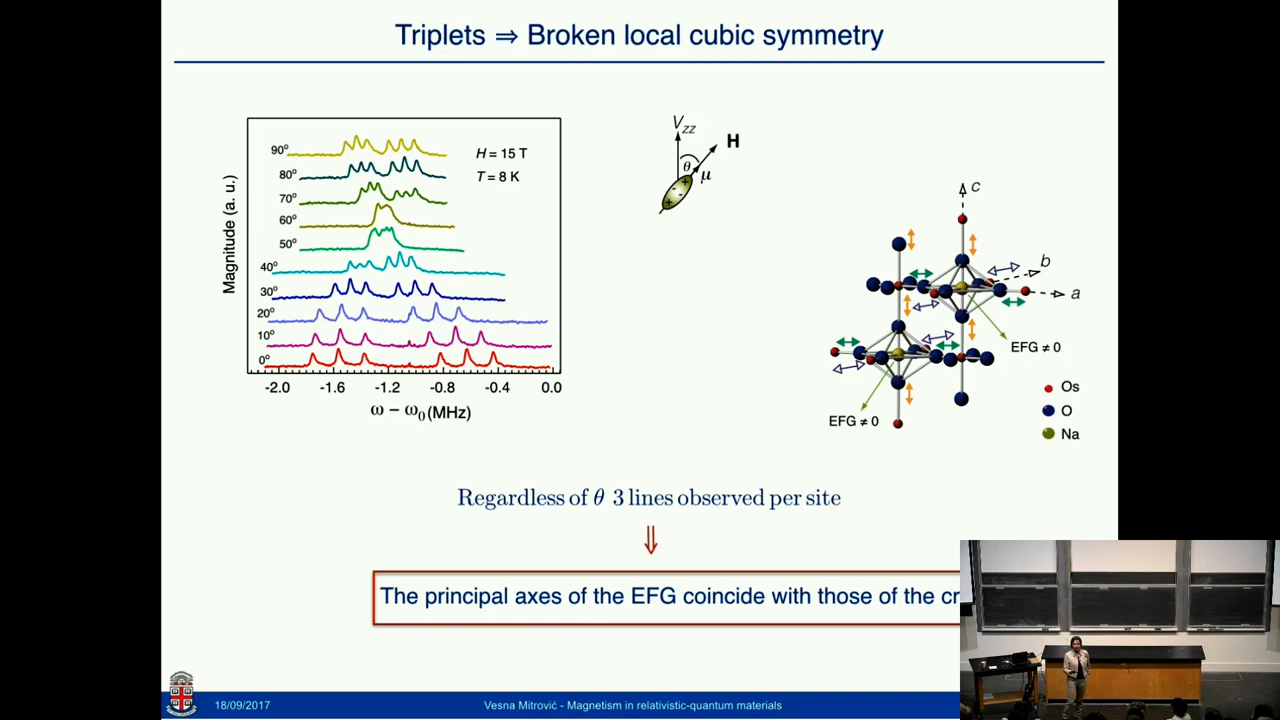 Triplets ⇒ Broken local cubic symmetry
90°
80°
70°
60°
50°
40°
30°
20°
10°
0°
H = 15 T
T = 8 K
Magnitude (a. u.)
-2.0 -1.6 -1.2 -0.8 -0.4 0.0
ω − ω₀ (MHz)
Vzz
H
θ
μ
c
b
a
EFG ≠ 0
EFG ≠ 0
Os
O
Na
Regardless of θ 3 lines observed per site
⇓
The principal axes of the EFG coincide with those of the cr
18/09/2017
Vesna Mitrović - Magnetism in relativistic-quantum materials